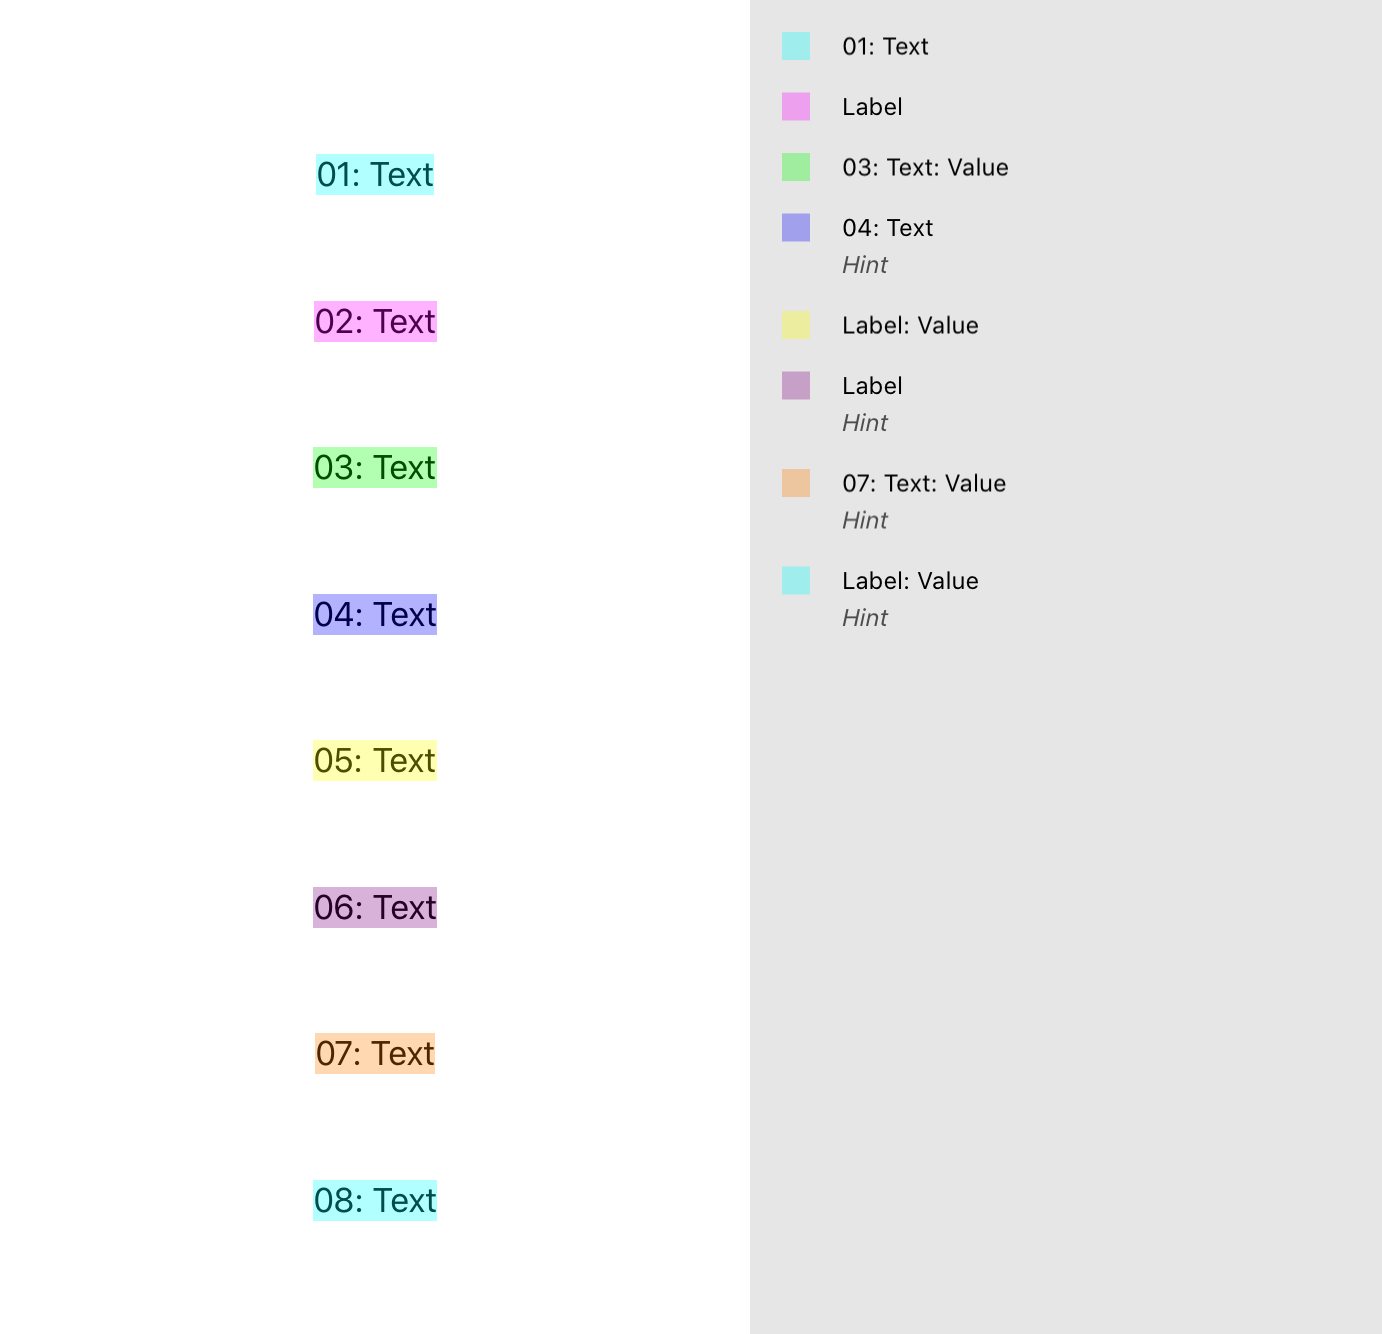 01: Text
02: Text
03: Text
04: Text
05: Text
06: Text
07: Text
08: Text
01: Text
Label
03: Text: Value
04: Text
Hint
Label: Value
Label
Hint
07: Text: Value
Hint
Label: Value
Hint